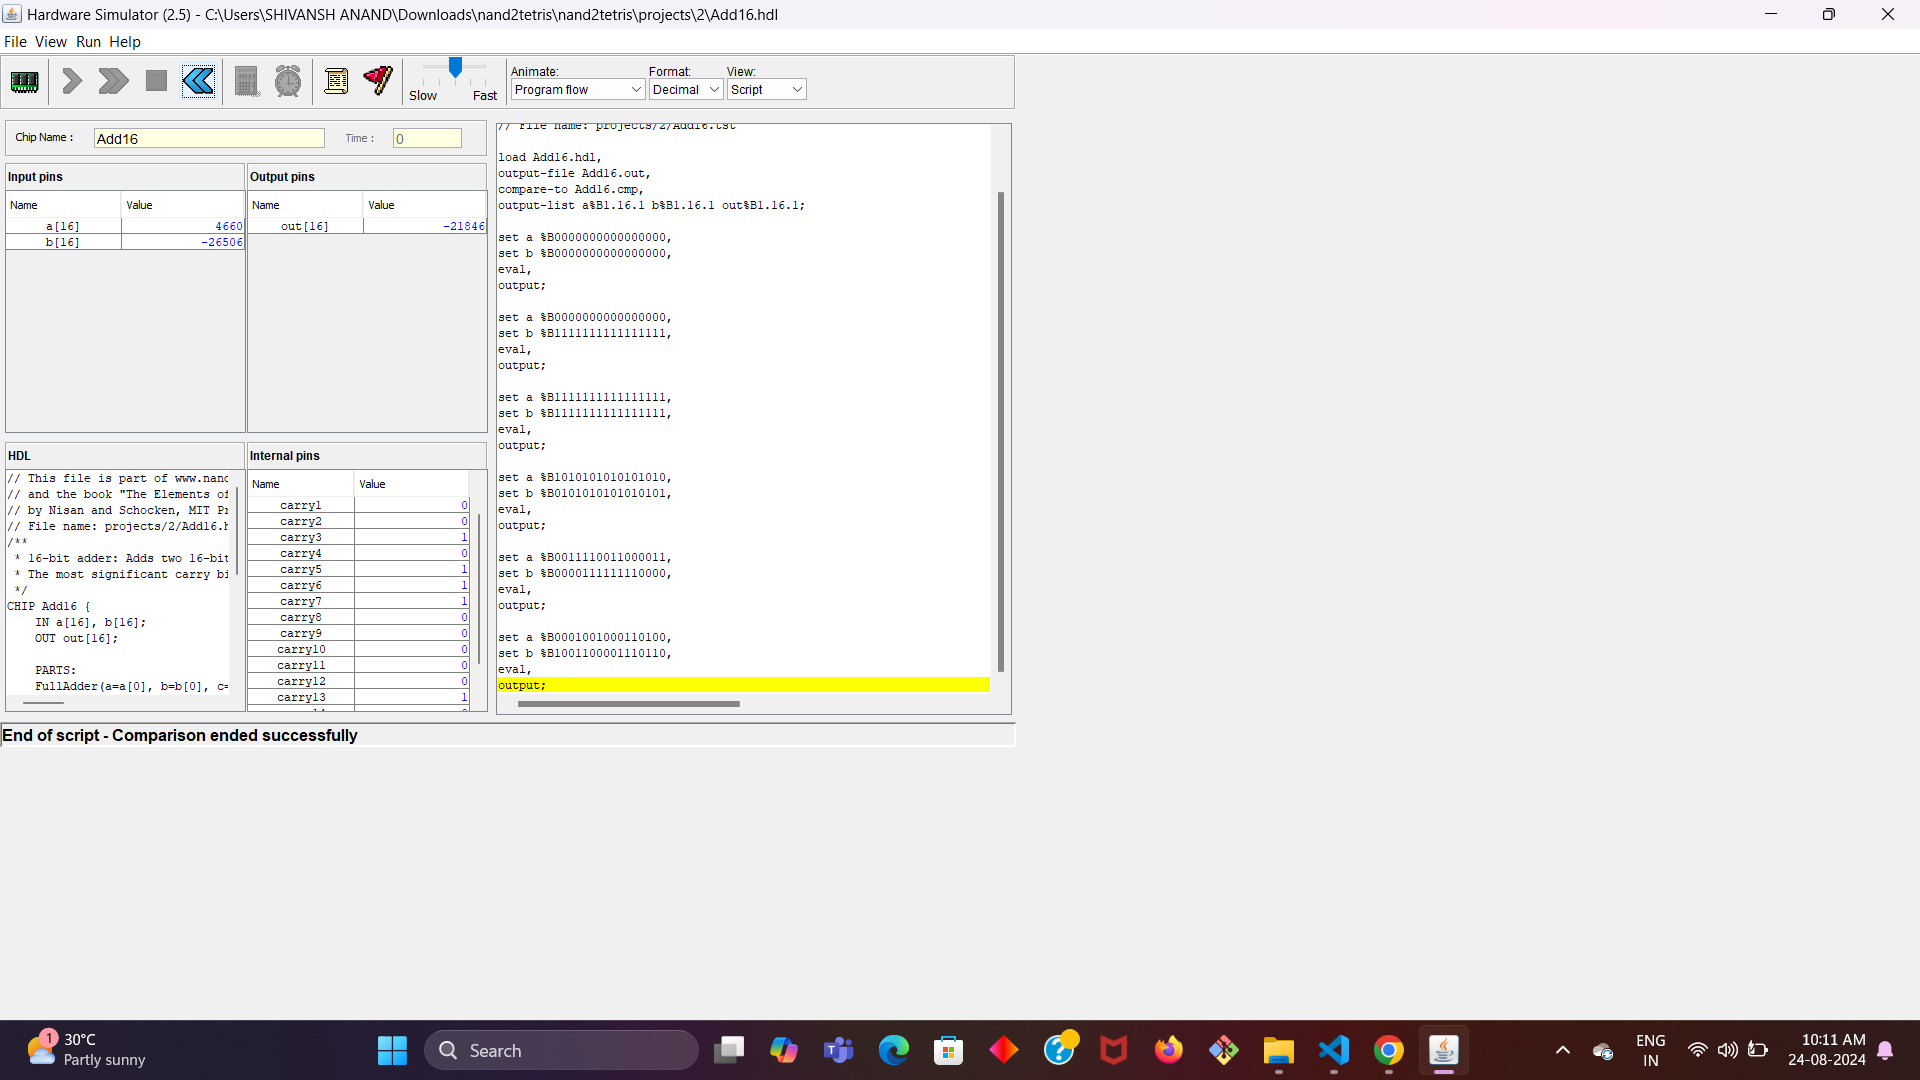 Hardware Simulator (2.5) - C:\Users\SHIVANSH ANAND\Downloads\nand2tetris\nand2tetris\projects\2\Add16.hdl
File View Run Help
Slow Fast
Animate: Format: View:
Program flow Decimal Script
Chip Name : Add16 Time : 0
Input pins
Name Value
a[16] 4660
b[16] -26506
Output pins
Name Value
out[16] -21846
HDL
// This file is part of www.nand
// and the book "The Elements of
// by Nisan and Schocken, MIT Pr
// File name: projects/2/Add16.h
/**
* 16-bit adder: Adds two 16-bit
* The most significant carry bi
*/
CHIP Add16 {
IN a[16], b[16];
OUT out[16];
PARTS:
FullAdder(a=a[0], b=b[0], c=
Internal pins
Name Value
carry1 0
carry2 0
carry3 1
carry4 0
carry5 1
carry6 1
carry7 1
carry8 0
carry9 0
carry10 0
carry11 0
carry12 0
carry13 1
// File name: projects/2/Add16.tst
load Add16.hdl,
output-file Add16.out,
compare-to Add16.cmp,
output-list a%B1.16.1 b%B1.16.1 out%B1.16.1;
set a %B0000000000000000,
set b %B0000000000000000,
eval,
output;
set a %B0000000000000000,
set b %B1111111111111111,
eval,
output;
set a %B1111111111111111,
set b %B1111111111111111,
eval,
output;
set a %B1010101010101010,
set b %B0101010101010101,
eval,
output;
set a %B0011110011000011,
set b %B0000111111110000,
eval,
output;
set a %B0001001000110100,
set b %B1001100001110110,
eval,
output;
End of script - Comparison ended successfully
1
30°C
Partly sunny
Search
ENG
IN
10:11 AM
24-08-2024